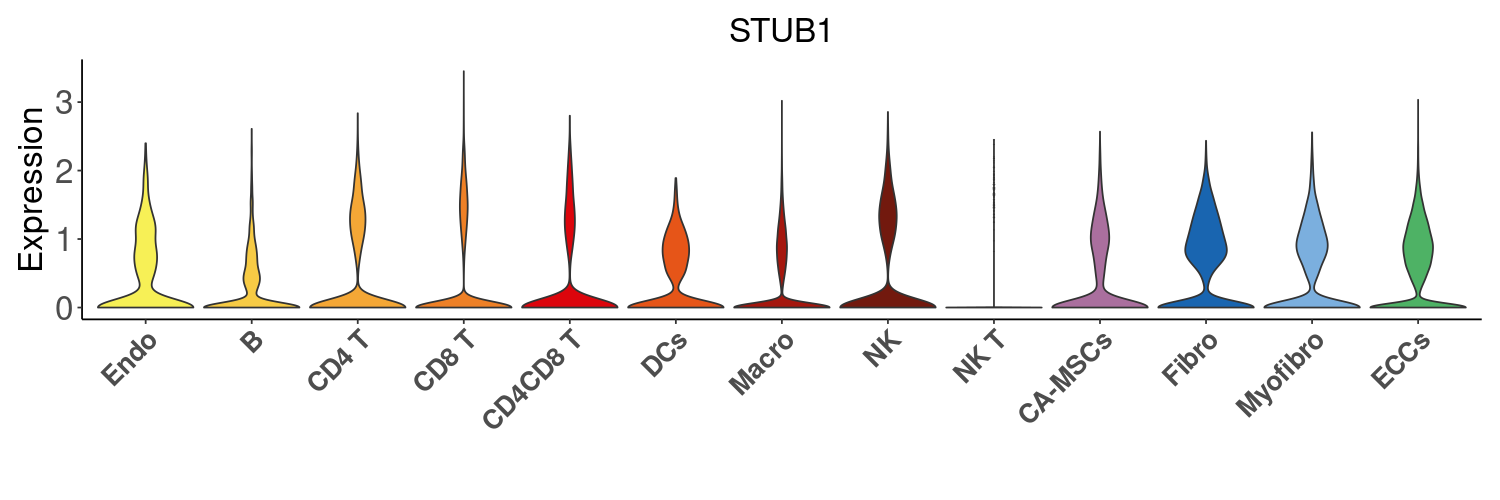 STUB1
Expression
3
2
1
0
Endo
B
CD4 T
CD8 T
CD4CD8 T
DCs
Macro
NK
NK T
CA-MSCs
Fibro
Myofibro
ECCs